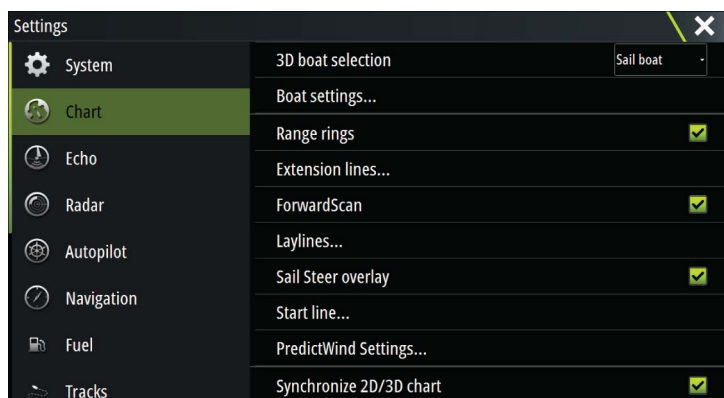 Settings
System
Chart
Echo
Radar
Autopilot
Navigation
Fuel
Tracks
3D boat selection Sail boat
Boat settings...
Range rings
Extension lines...
ForwardScan
Laylines...
Sail Steer overlay
Start line...
PredictWind Settings...
Synchronize 2D/3D chart